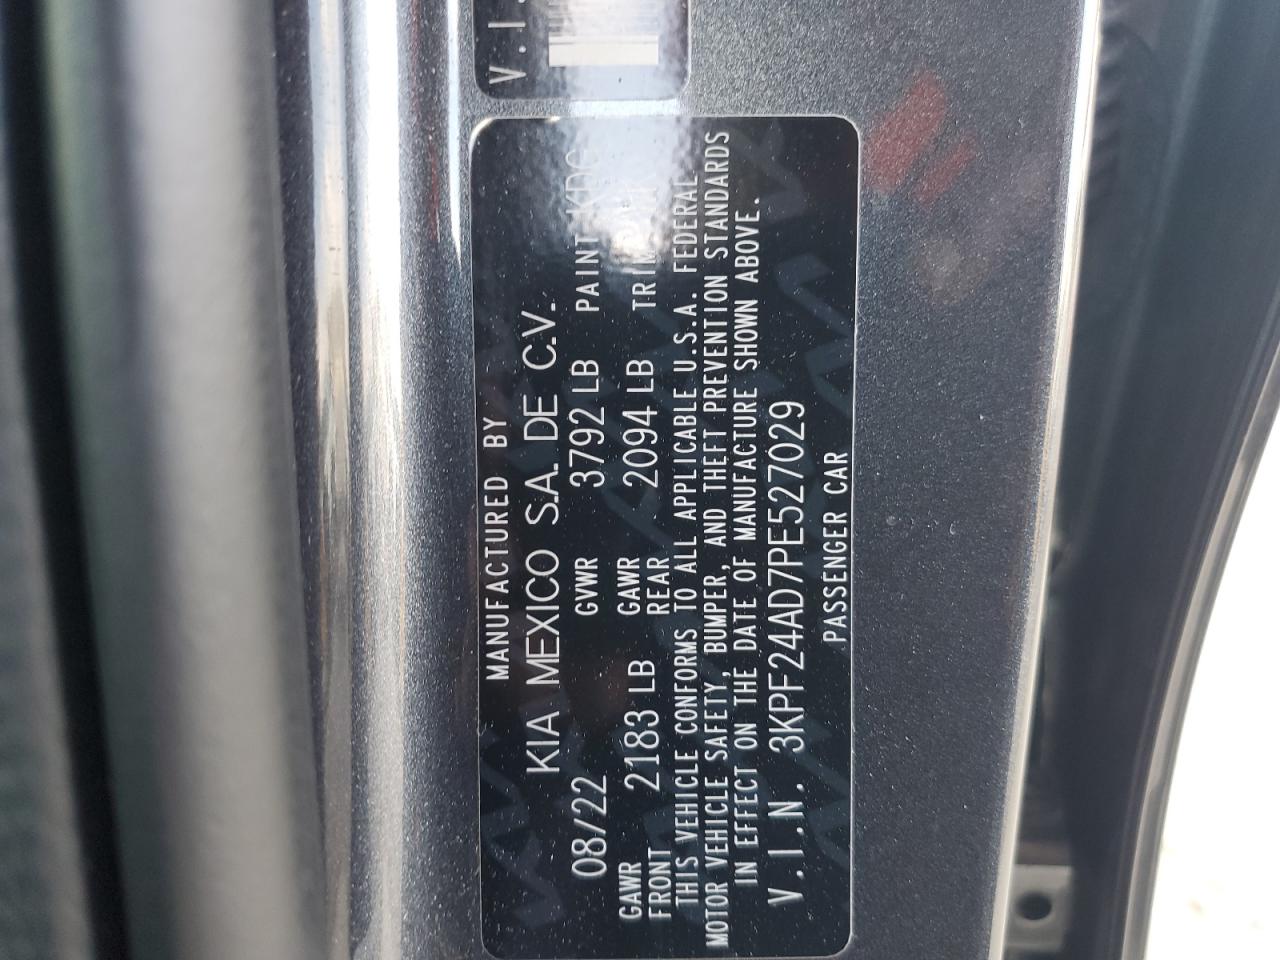 V.I.
MANUFACTURED BY
KIA MEXICO S.A. DE C.V.
08/22 GVWR 3792 LB PAINT KDG
GAWR FRONT 2183 LB GAWR REAR 2094 LB TRIM
THIS VEHICLE CONFORMS TO ALL APPLICABLE U.S.A. FEDERAL
MOTOR VEHICLE SAFETY, BUMPER, AND THEFT PREVENTION STANDARDS
IN EFFECT ON THE DATE OF MANUFACTURE SHOWN ABOVE.
V.I.N. 3KPF24AD7PE527029
PASSENGER CAR